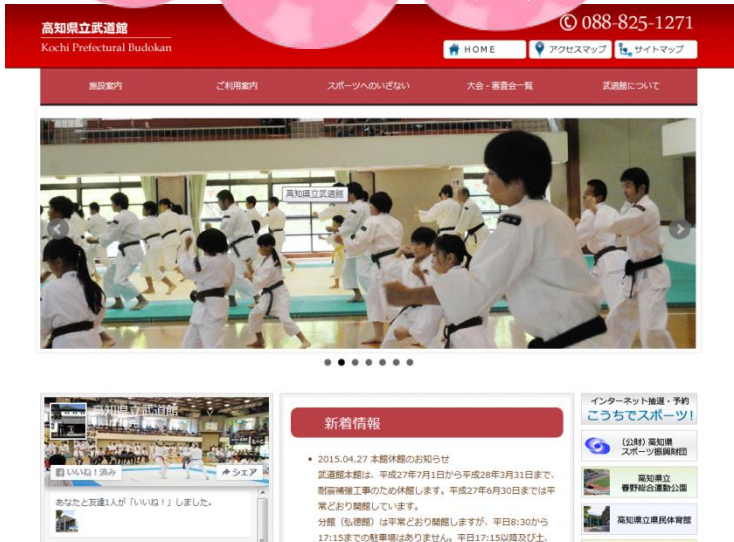 高知県立武道館
Kochi Prefectural Budokan
088-825-1271
HOME
アクセスマップ
サイトマップ
施設案内
ご利用案内
スポーツへのいざない
大会・審査会一覧
武道館について
高知県立武道館
高知県立武道館
いいね!済み
シェア
あなたと友達1人が「いいね!」しました。
新着情報
2015.04.27 本館休館のお知らせ
武道館本館は、平成27年7月1日から平成28年3月31日まで、
耐震補強工事のため休館します。平成27年6月30日までは平
常どおり開館しています。
分館(弘徳館)は平常どおり開館しますが、平日8:30から
17:15までの駐車場はありません。平日17:15以降及び土、
インターネット抽選・予約
こうちでスポーツ!
(公財)高知県
スポーツ振興財団
高知県立
春野総合運動公園
高知県立県民体育館